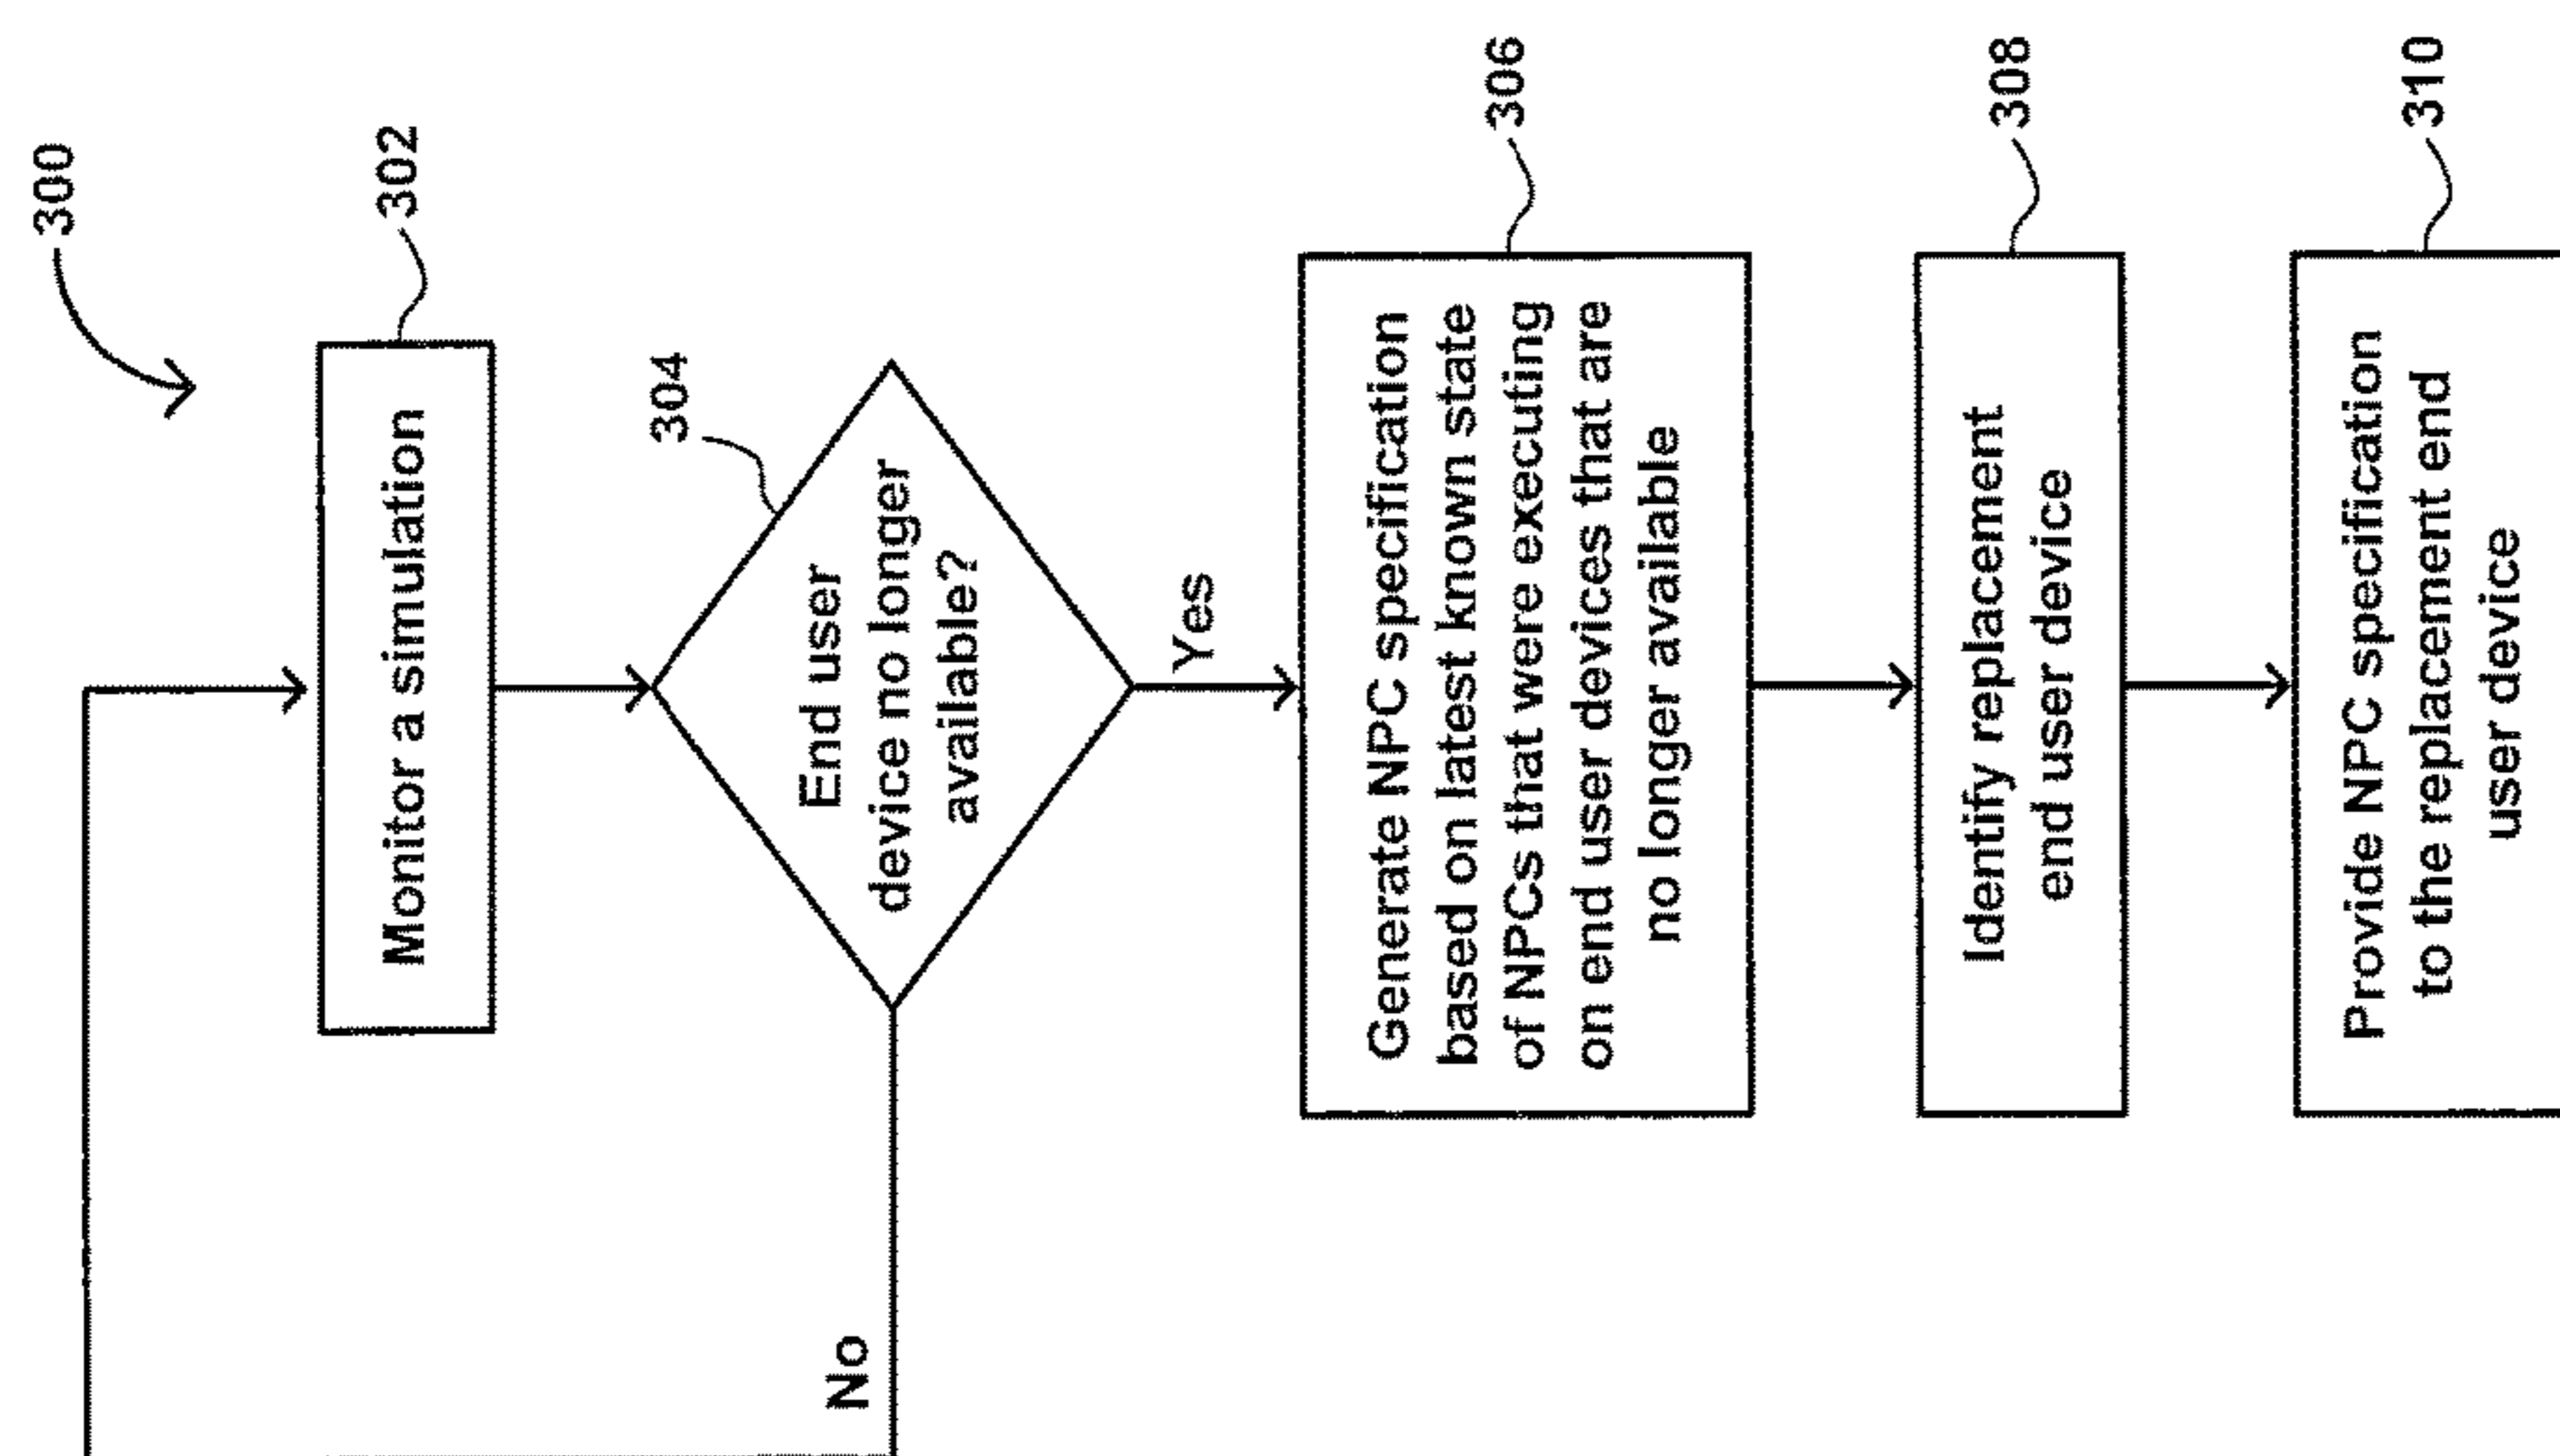 300
302
Monitor a simulation
304
End user
device no longer
available?
No
Yes
306
Generate NPC specification
based on latest known state
of NPCs that were executing
on end user devices that are
no longer available
308
Identify replacement
end user device
310
Provide NPC specification
to the replacement end
user device